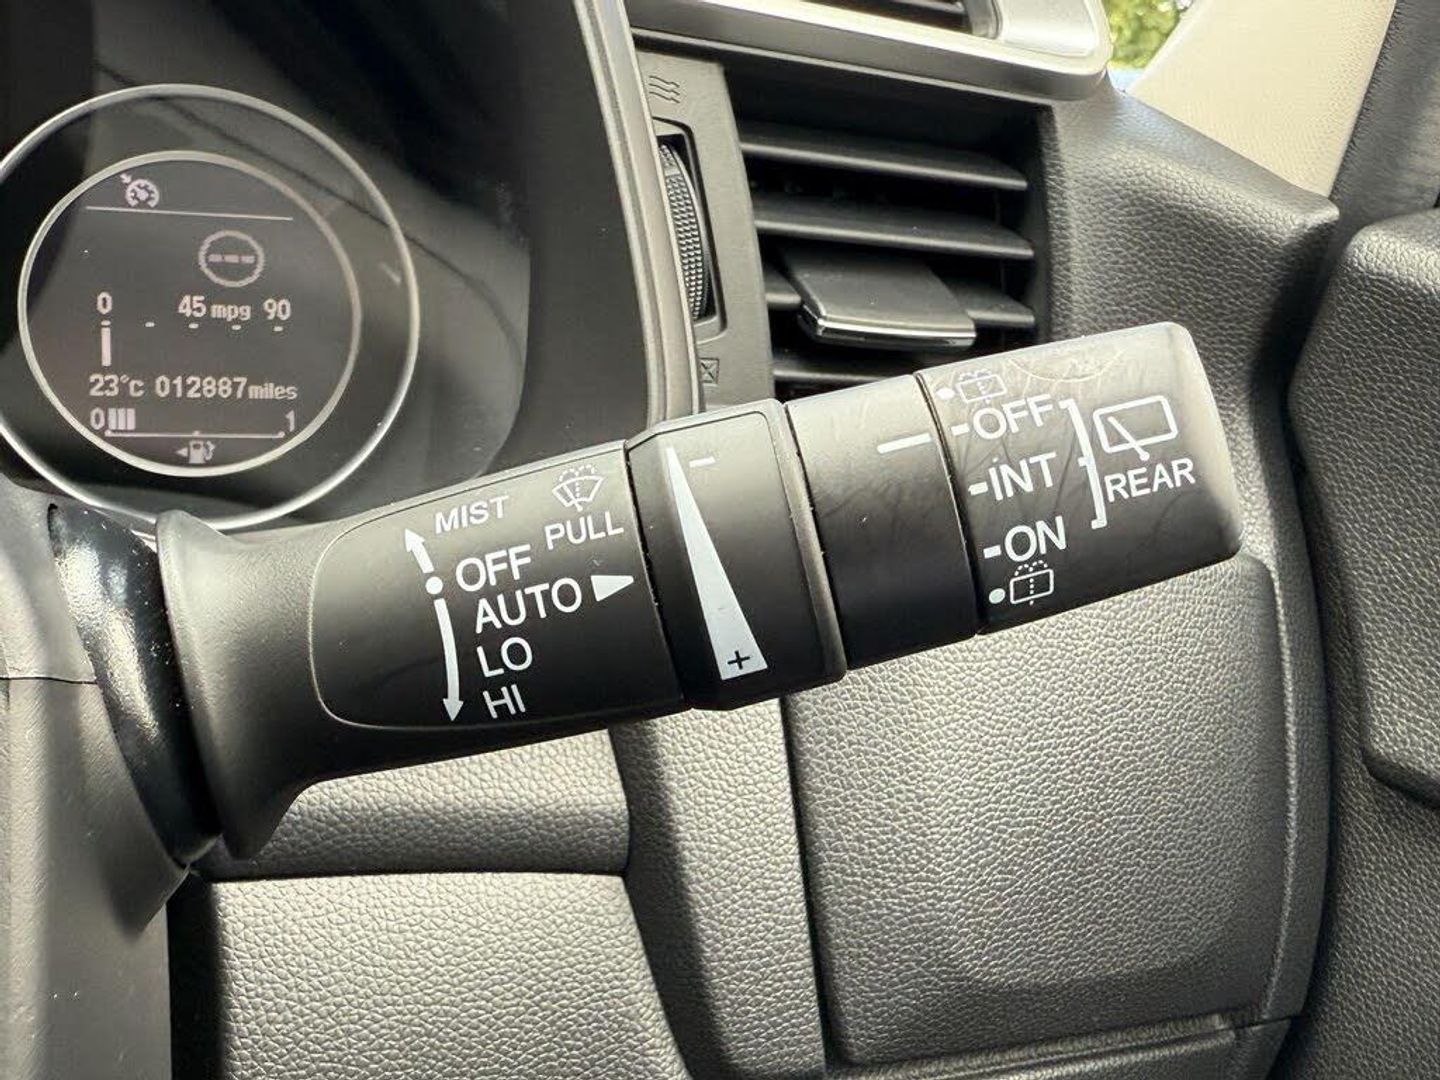 0 45 mpg 90
23°c 012887 miles
0 1
MIST
PULL
OFF
AUTO
LO
HI
-
+
OFF
INT
ON
REAR